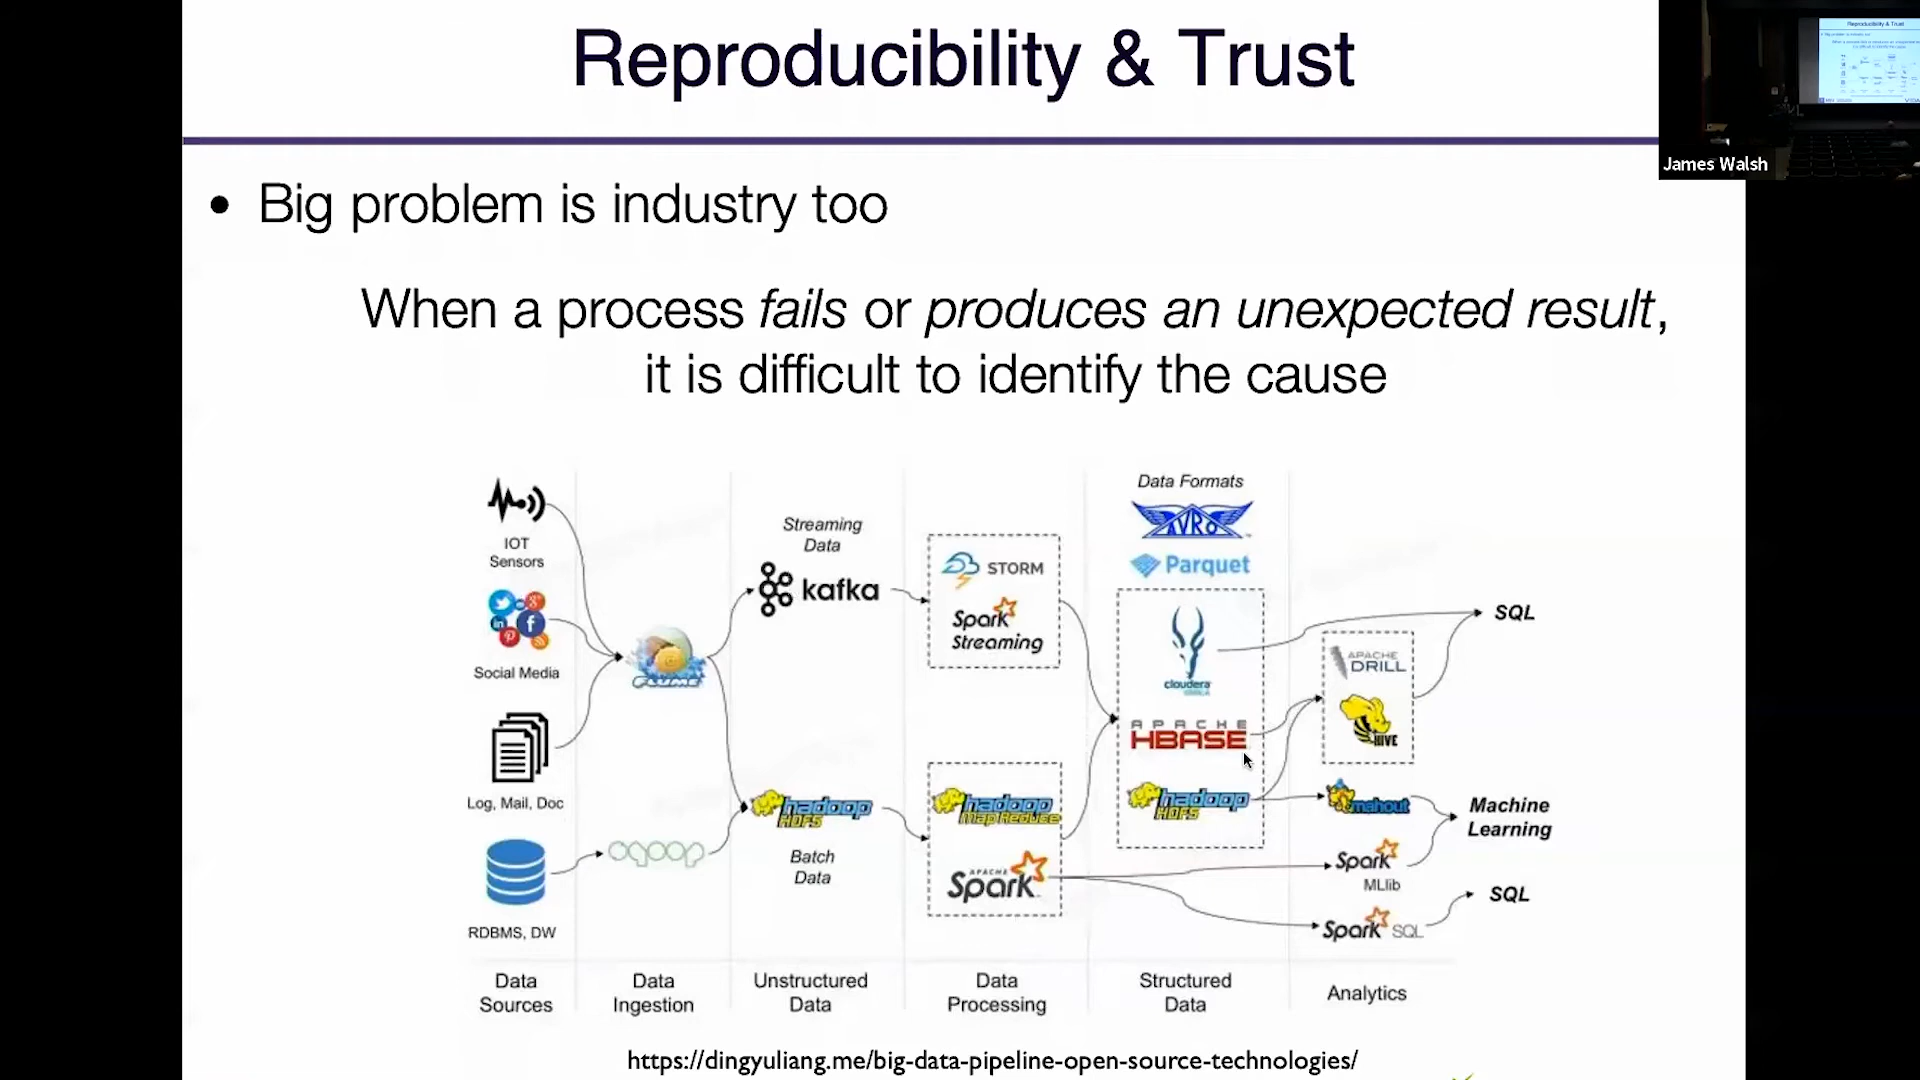 Reproducibility & Trust
James Walsh
• Big problem is industry too
When a process fails or produces an unexpected result,
it is difficult to identify the cause
Data Formats
AVRO
Parquet
Streaming
Data
kafka
STORM
Spark
Streaming
IOT
Sensors
Social Media
FLUME
cloudera
APACHE
HBASE
APACHE
DRILL
HIVE
SQL
Log, Mail, Doc
hadoop
HDFS
Batch
Data
hadoop
Map Reduce
APACHE
Spark
hadoop
HDFS
mahout
Machine
Learning
Spark
MLlib
Spark SQL
SQL
sqoop
RDBMS, DW
Data
Sources
Data
Ingestion
Unstructured
Data
Data
Processing
Structured
Data
Analytics
https://dingyuliang.me/big-data-pipeline-open-source-technologies/